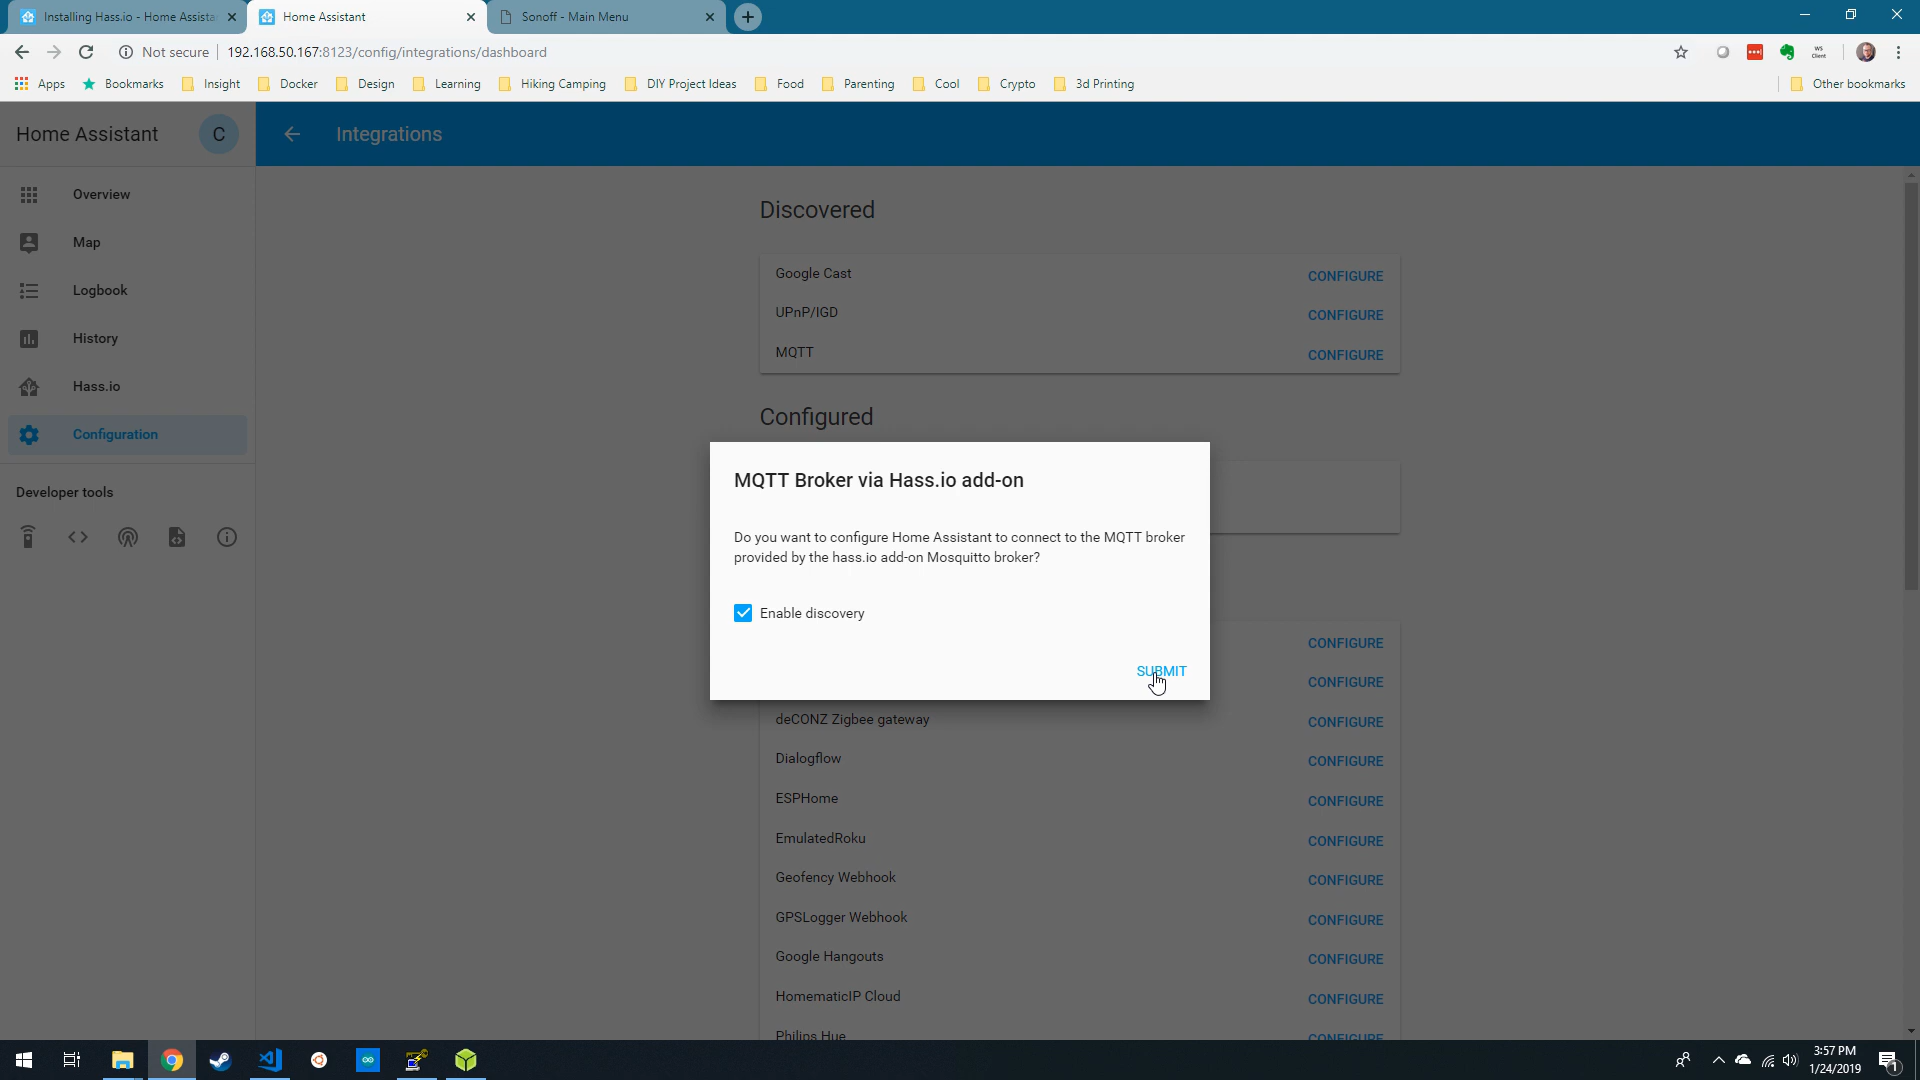 Installing Hass.io - Home Assista
Home Assistant
Sonoff - Main Menu
Not secure
192.168.50.167:8123/config/integrations/dashboard
WS
Client
Apps
Bookmarks
Insight
Docker
Design
Learning
Hiking Camping
DIY Project Ideas
Food
Parenting
Cool
Crypto
3d Printing
Other bookmarks
Home Assistant
C
Integrations
Overview
Map
Logbook
History
Hass.io
Configuration
Developer tools
Discovered
Google Cast CONFIGURE
UPnP/IGD CONFIGURE
MQTT CONFIGURE
Configured
MQTT Broker via Hass.io add-on
Do you want to configure Home Assistant to connect to the MQTT broker
provided by the hass.io add-on Mosquitto broker?
Enable discovery
SUBMIT
CONFIGURE
CONFIGURE
deCONZ Zigbee gateway CONFIGURE
Dialogflow CONFIGURE
ESPHome CONFIGURE
EmulatedRoku CONFIGURE
Geofency Webhook CONFIGURE
GPSLogger Webhook CONFIGURE
Google Hangouts CONFIGURE
HomematicIP Cloud CONFIGURE
Philips Hue CONFIGURE
3:57 PM
1/24/2019
1